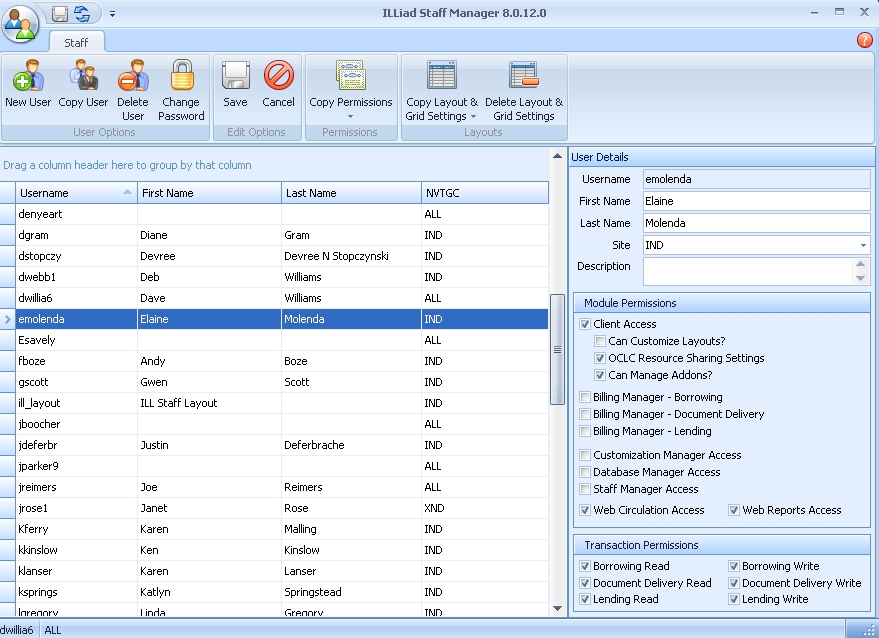 ILLiad Staff Manager 8.0.12.0
Staff
New User Copy User Delete User Change Password Save Cancel Copy Permissions Copy Layout & Grid Settings Delete Layout & Grid Settings
User Options Edit Options Permissions Layouts
Drag a column header here to group by that column
Username First Name Last Name NVTGC
denyeart ALL
dgram Diane Gram IND
dstopczy Devree Devree N Stopczynski IND
dwebb1 Deb Williams IND
dwillia6 Dave Williams ALL
emolenda Elaine Molenda IND
Esavely ALL
fboze Andy Boze IND
gscott Gwen Scott IND
ill_layout ILL Staff Layout IND
jboocher ALL
jdeferbr Justin Deferbrache IND
jparker9 ALL
jreimers Joe Reimers ALL
jrose1 Janet Rose XND
Kferry Karen Malling IND
kkinslow Ken Kinslow IND
klanser Karen Lanser IND
ksprings Katlyn Springstead IND
lgregory Linda Gregory IND
User Details
Username emolenda
First Name Elaine
Last Name Molenda
Site IND
Description
Module Permissions
Client Access
Can Customize Layouts?
OCLC Resource Sharing Settings
Can Manage Addons?
Billing Manager - Borrowing
Billing Manager - Document Delivery
Billing Manager - Lending
Customization Manager Access
Database Manager Access
Staff Manager Access
Web Circulation Access Web Reports Access
Transaction Permissions
Borrowing Read Borrowing Write
Document Delivery Read Document Delivery Write
Lending Read Lending Write
dwillia6 ALL